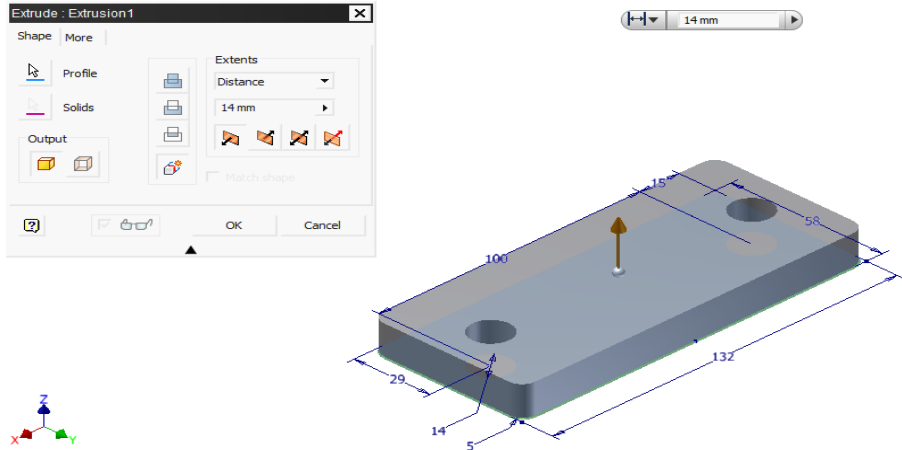 Extrude : Extrusion1
Shape More
Profile
Solids
Output
Extents
Distance
14 mm
Match shape
OK Cancel
14 mm
15
58
100
132
29
14
5
Z
X Y